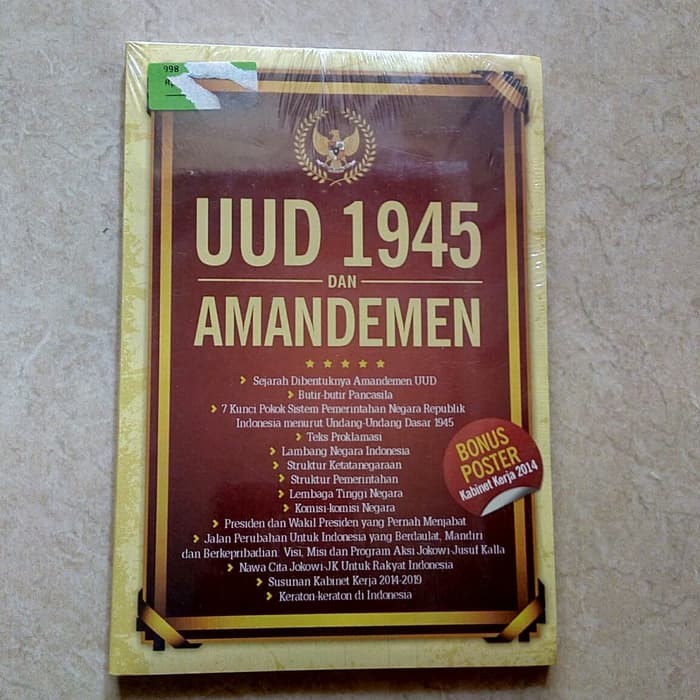 998
Rp
UUD 1945
DAN
AMANDEMEN
Sejarah Dibentuknya Amandemen UUD
Butir-butir Pancasila
7 Kunci Pokok Sistem Pemerintahan Negara Republik
Indonesia menurut Undang-Undang Dasar 1945
Teks Proklamasi
Lambang Negara Indonesia
Struktur Ketatanegaraan
Struktur Pemerintahan
Lembaga Tinggi Negara
Komisi-komisi Negara
Presiden dan Wakil Presiden yang Pernah Menjabat
Jalan Perubahan Untuk Indonesia yang Berdaulat, Mandiri
dan Berkepribadian. Visi, Misi dan Program Aksi Jokowi-Jusuf Kalla
Nawa Cita Jokowi-JK Untuk Rakyat Indonesia
Susunan Kabinet Kerja 2014-2019
Keraton-keraton di Indonesia
BONUS
POSTER
Kabinet Kerja 2014